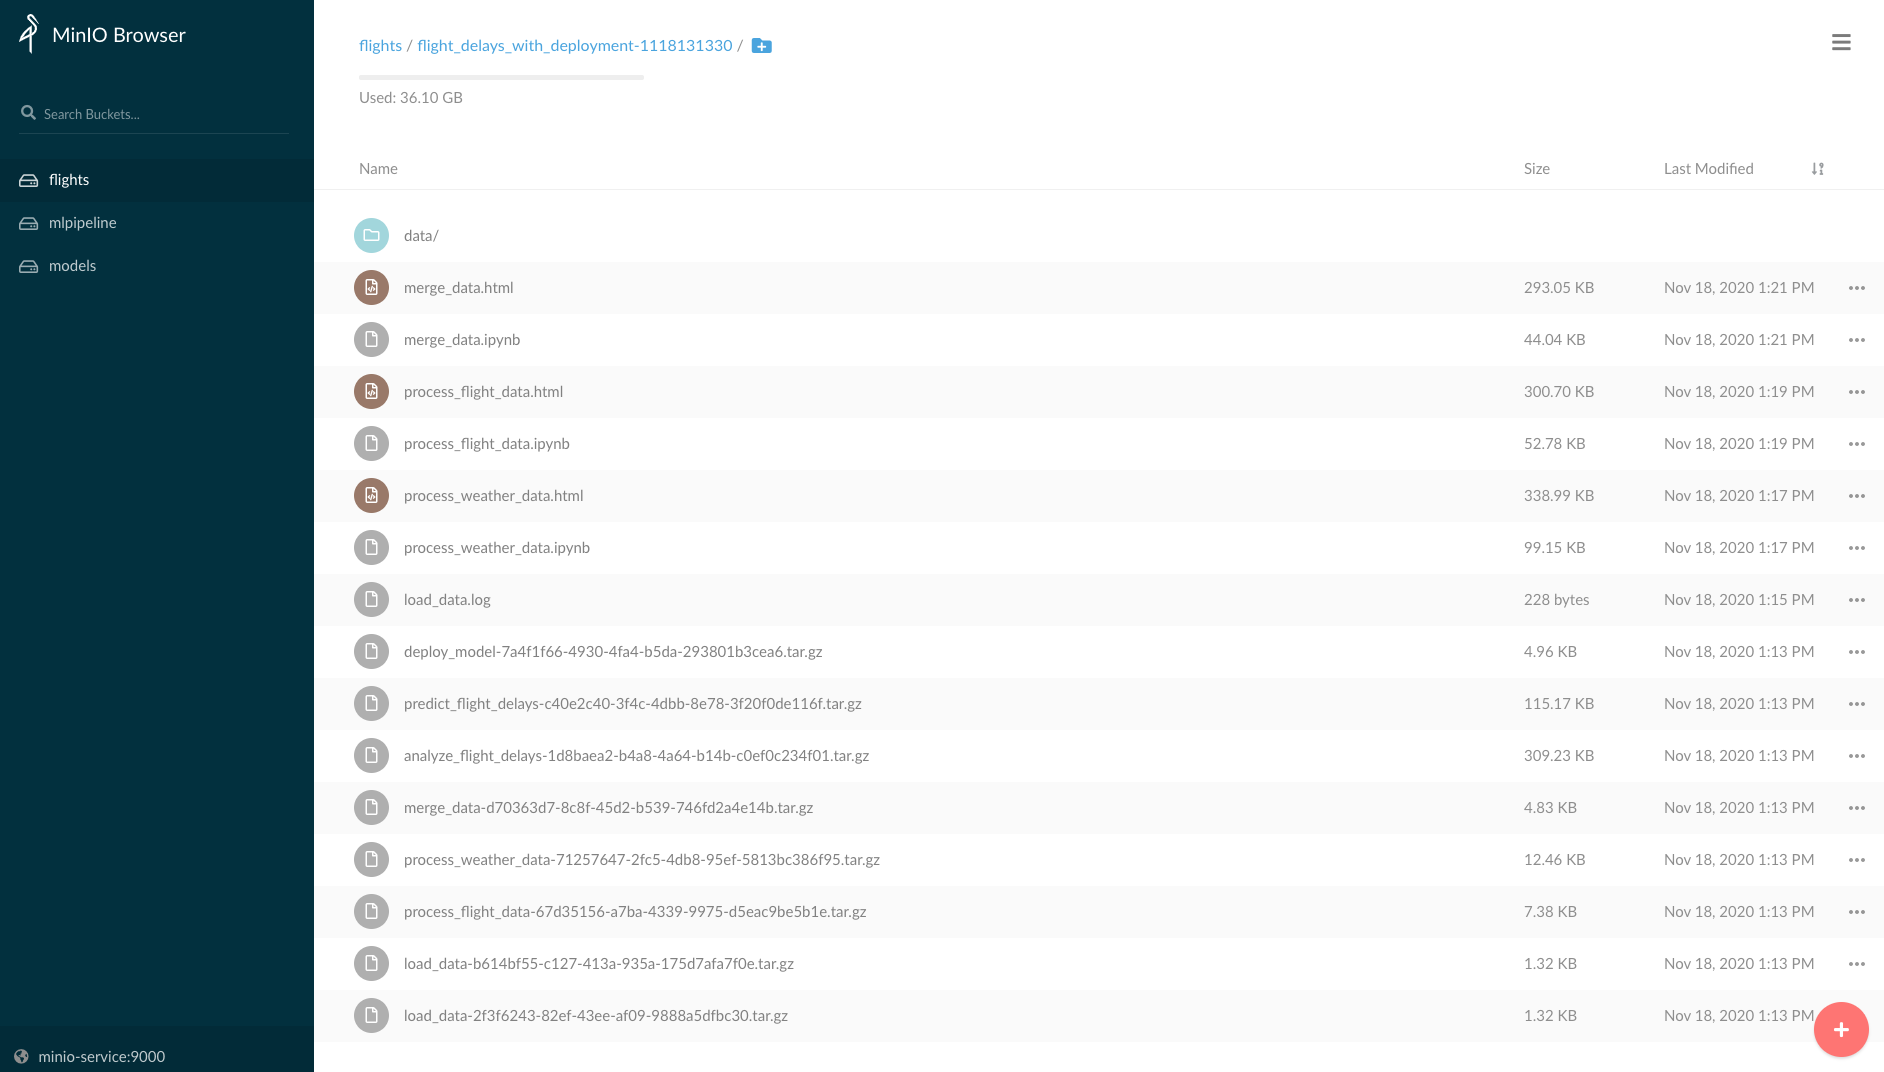 MinIO Browser
Search Buckets...
flights
mlpipeline
models
minio-service:9000
flights / flight_delays_with_deployment-1118131330 /
Used: 36.10 GB
Name Size Last Modified
data/
merge_data.html 293.05 KB Nov 18, 2020 1:21 PM
merge_data.ipynb 44.04 KB Nov 18, 2020 1:21 PM
process_flight_data.html 300.70 KB Nov 18, 2020 1:19 PM
process_flight_data.ipynb 52.78 KB Nov 18, 2020 1:19 PM
process_weather_data.html 338.99 KB Nov 18, 2020 1:17 PM
process_weather_data.ipynb 99.15 KB Nov 18, 2020 1:17 PM
load_data.log 228 bytes Nov 18, 2020 1:15 PM
deploy_model-7a4f1f66-4930-4fa4-b5da-293801b3cea6.tar.gz 4.96 KB Nov 18, 2020 1:13 PM
predict_flight_delays-c40e2c40-3f4c-4dbb-8e78-3f20f0de116f.tar.gz 115.17 KB Nov 18, 2020 1:13 PM
analyze_flight_delays-1d8baea2-b4a8-4a64-b14b-c0ef0c234f01.tar.gz 309.23 KB Nov 18, 2020 1:13 PM
merge_data-d70363d7-8c8f-45d2-b539-746fd2a4e14b.tar.gz 4.83 KB Nov 18, 2020 1:13 PM
process_weather_data-71257647-2fc5-4db8-95ef-5813bc386f95.tar.gz 12.46 KB Nov 18, 2020 1:13 PM
process_flight_data-67d35156-a7ba-4339-9975-d5eac9be5b1e.tar.gz 7.38 KB Nov 18, 2020 1:13 PM
load_data-b614bf55-c127-413a-935a-175d7afa7f0e.tar.gz 1.32 KB Nov 18, 2020 1:13 PM
load_data-2f3f6243-82ef-43ee-af09-9888a5dfbc30.tar.gz 1.32 KB Nov 18, 2020 1:13 PM